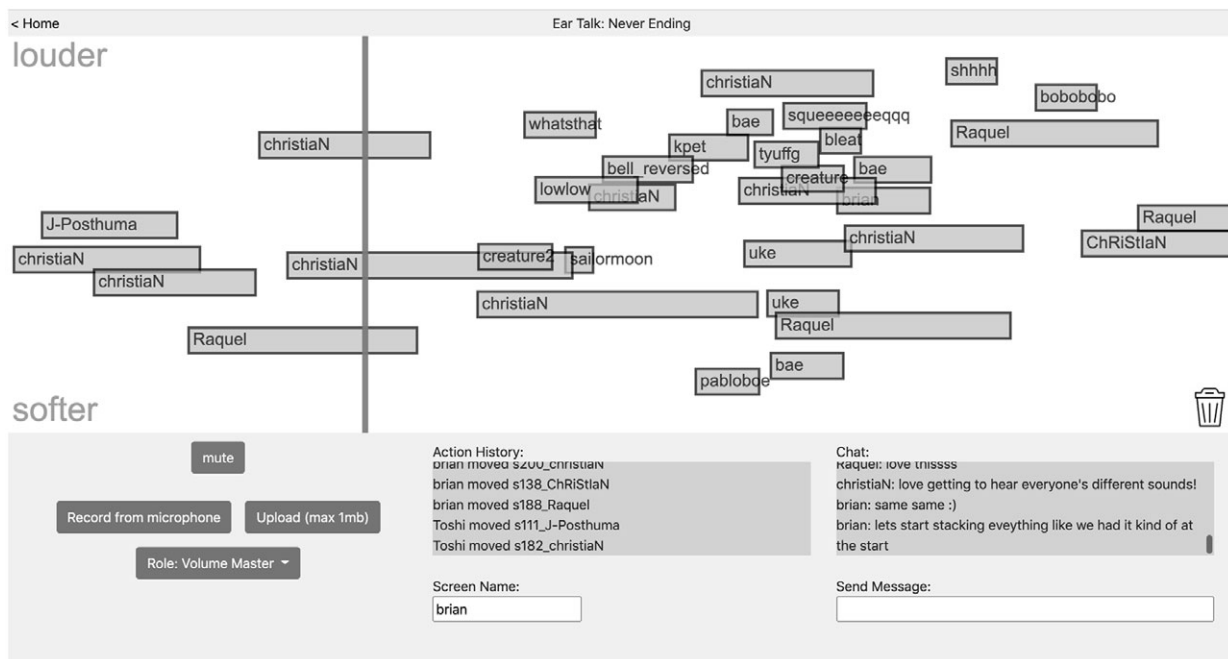 < Home
Ear Talk: Never Ending
louder
shhhh
christiaN
bobobobo
squeeeeeeeqqq
bae
whatsthat
Raquel
bleat
christiaN
kpet
tyuffg
bell_reversed
bae
creature
lowlow
christiaN
christiaN
brian
J-Posthuma
Raquel
christiaN
ChRiStIaN
uke
christiaN
creature2
sailormoon
christiaN
christiaN
christiaN
uke
Raquel
Raquel
bae
pabloboe
softer
mute
Record from microphone
Upload (max 1mb)
Role: Volume Master
Action History:
brian moved s200_christiaN
brian moved s138_ChRiStIaN
brian moved s188_Raquel
Toshi moved s111_J-Posthuma
Toshi moved s182_christiaN
Screen Name:
brian
Chat:
Raquel: love thissss
christiaN: love getting to hear everyone's different sounds!
brian: same same :)
brian: lets start stacking eveything like we had it kind of at
the start
Send Message: